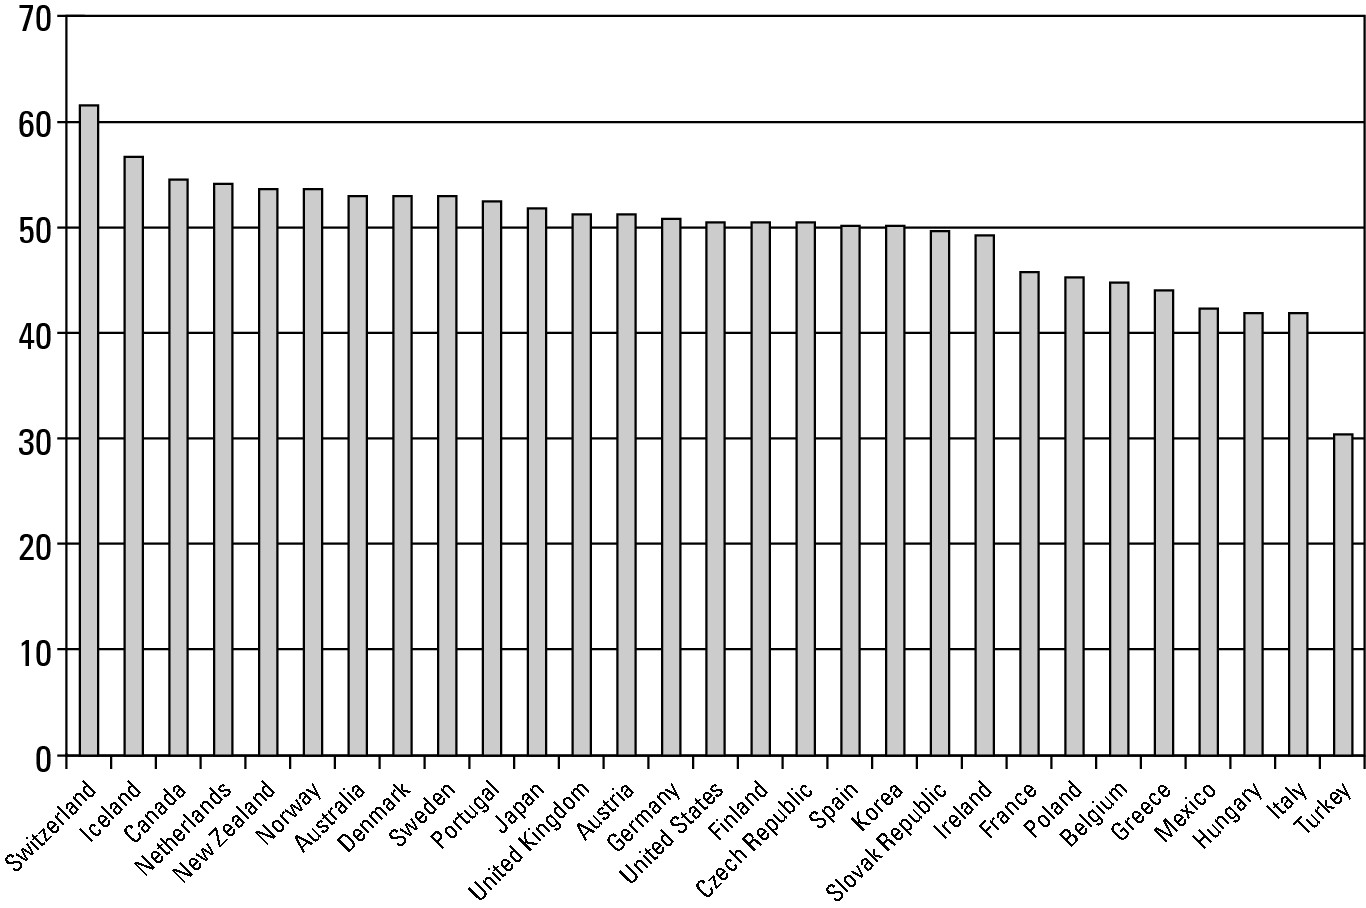 70
60
50
40
30
20
10
0
Switzerland
Iceland
Canada
Netherlands
New Zealand
Norway
Australia
Denmark
Sweden
Portugal
Japan
United Kingdom
Austria
Germany
United States
Finland
Czech Republic
Spain
Korea
Slovak Republic
Ireland
France
Poland
Belgium
Greece
Mexico
Hungary
Italy
Turkey